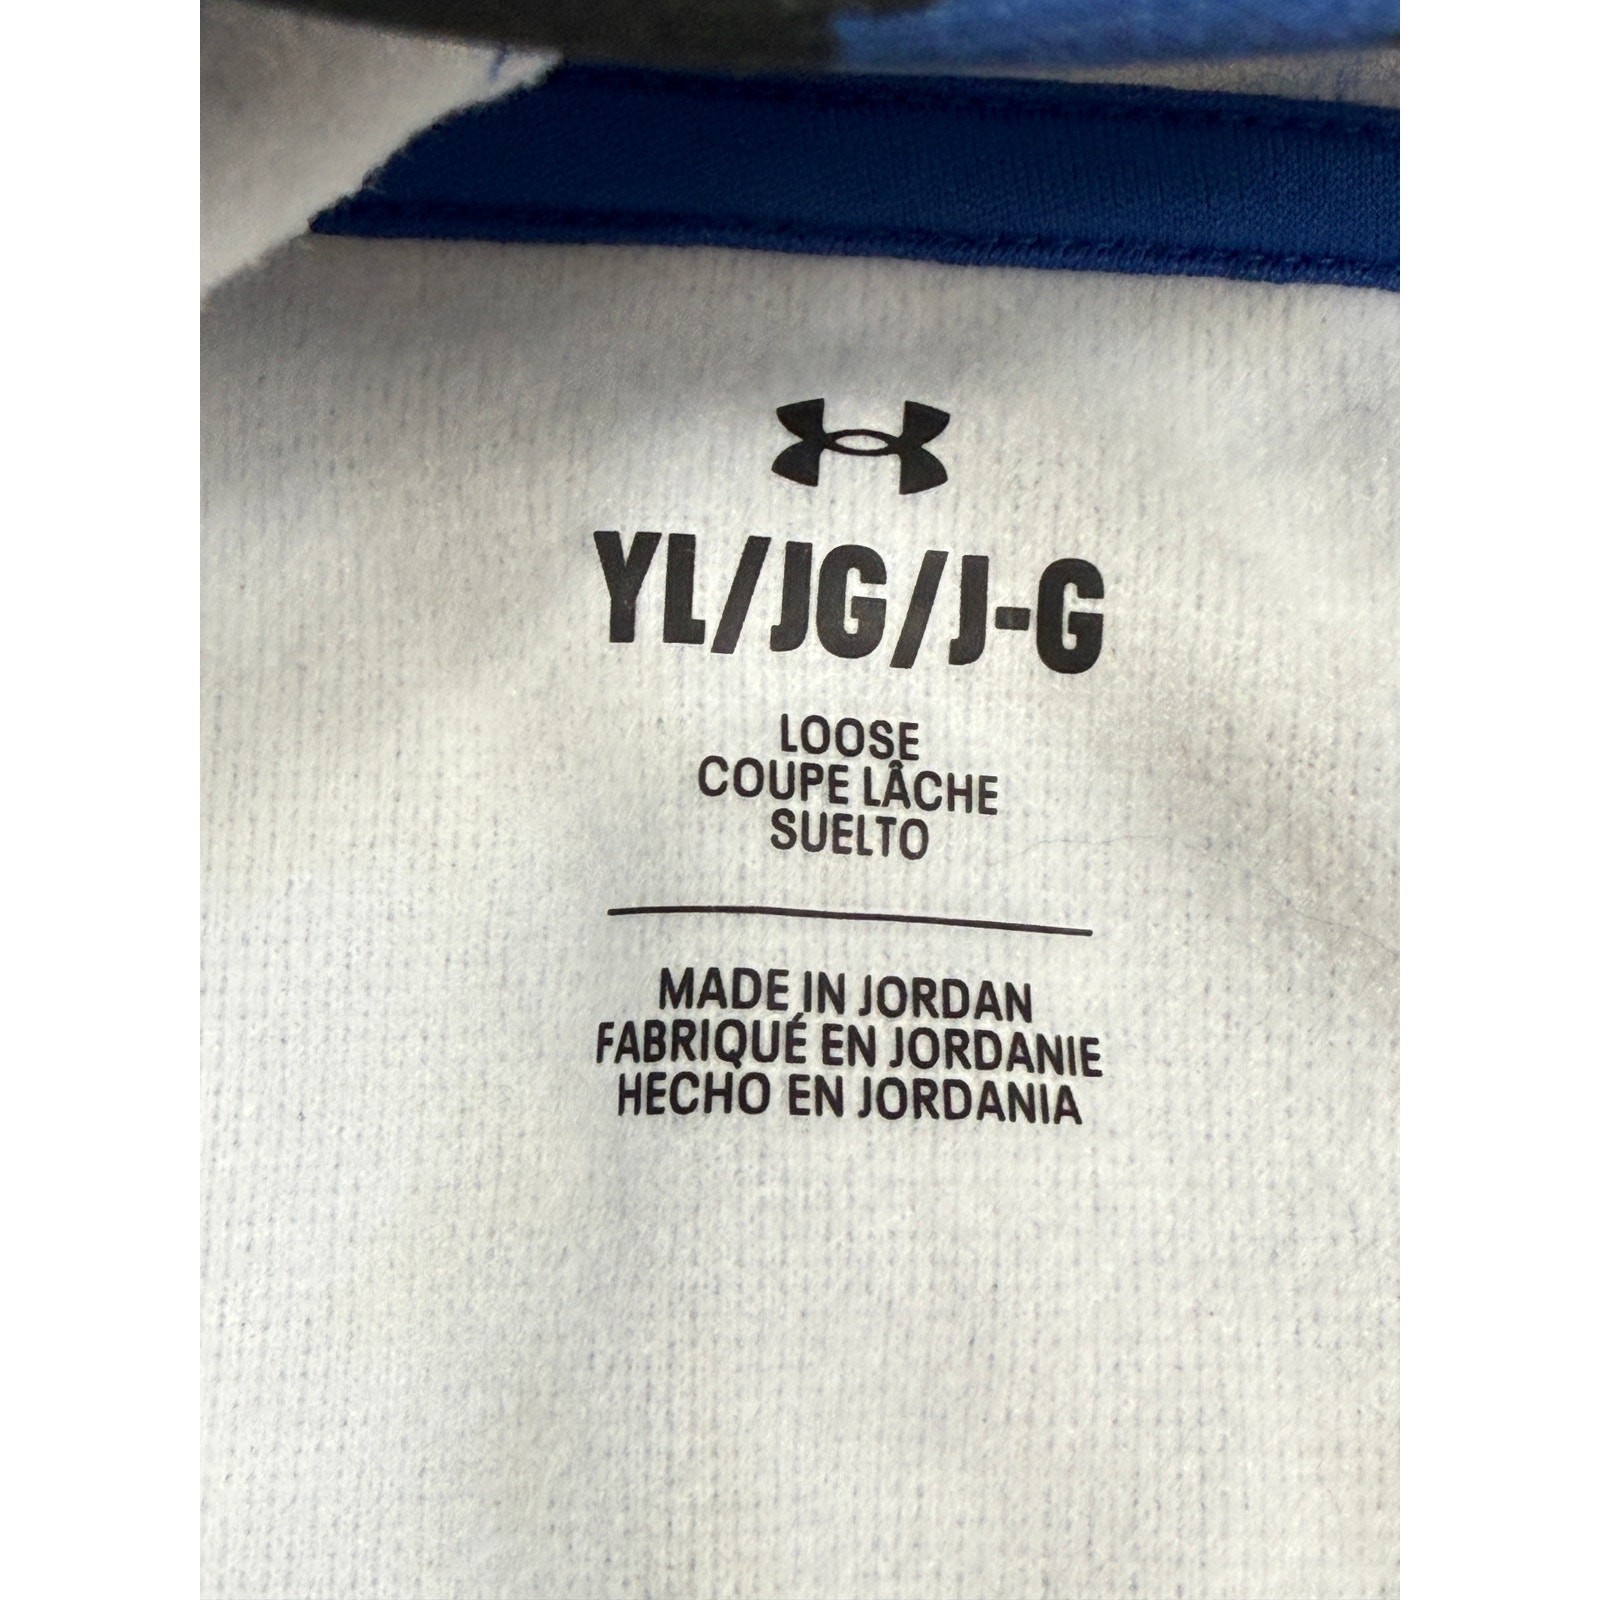 YL/JG/J-G
LOOSE
COUPE LÂCHE
SUELTO
MADE IN JORDAN
FABRIQUÉ EN JORDANIE
HECHO EN JORDANIA